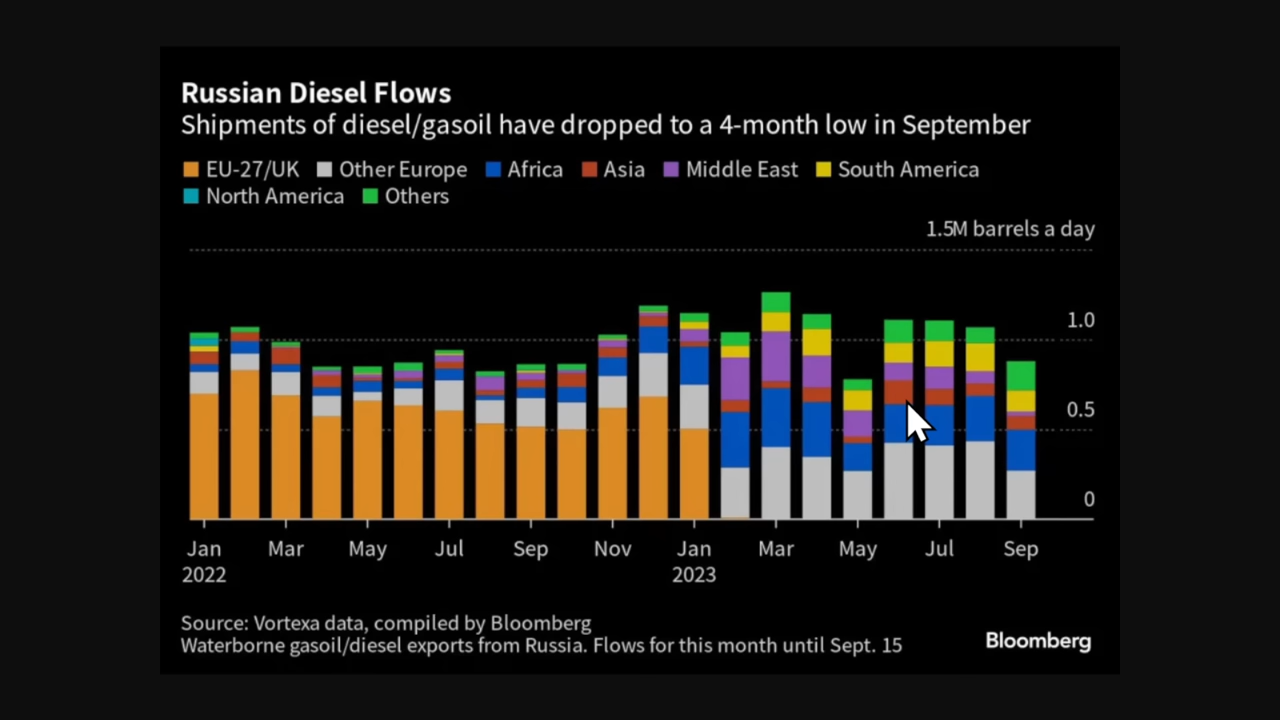 Russian Diesel Flows
Shipments of diesel/gasoil have dropped to a 4-month low in September
EU-27/UK Other Europe Africa Asia Middle East South America
North America Others
1.5M barrels a day
1.0
0.5
0
Jan Mar May Jul Sep Nov Jan Mar May Jul Sep
2022 2023
Source: Vortexa data, compiled by Bloomberg
Waterborne gasoil/diesel exports from Russia. Flows for this month until Sept. 15
Bloomberg